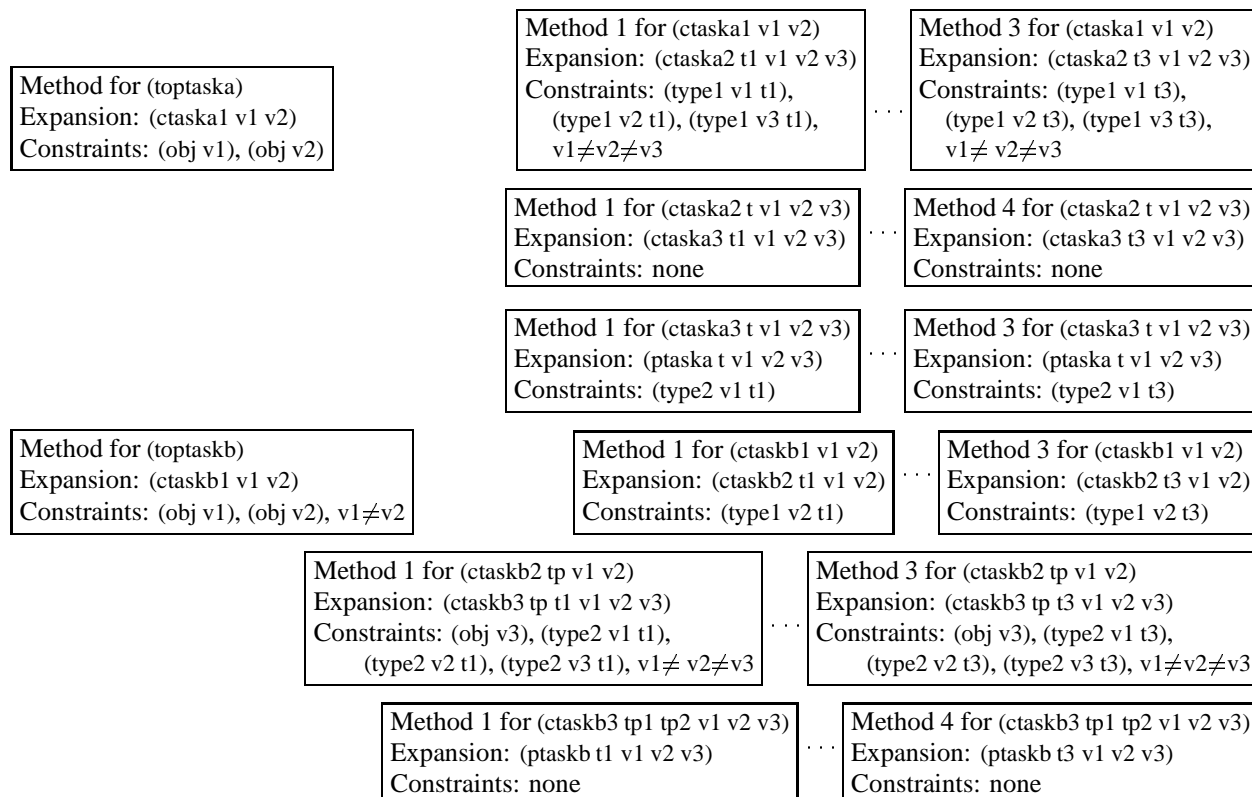 Method for (toptaska)
Expansion: (ctaska1 v1 v2)
Constraints: (obj v1), (obj v2)
Method 1 for (ctaska1 v1 v2)
Expansion: (ctaska2 t1 v1 v2 v3)
Constraints: (type1 v1 t1),
(type1 v2 t1), (type1 v3 t1),
v1≠v2≠v3
. . .
Method 3 for (ctaska1 v1 v2)
Expansion: (ctaska2 t3 v1 v2 v3)
Constraints: (type1 v1 t3),
(type1 v2 t3), (type1 v3 t3),
v1≠ v2≠v3
Method 1 for (ctaska2 t v1 v2 v3)
Expansion: (ctaska3 t1 v1 v2 v3)
Constraints: none
. . .
Method 4 for (ctaska2 t v1 v2 v3)
Expansion: (ctaska3 t3 v1 v2 v3)
Constraints: none
Method 1 for (ctaska3 t v1 v2 v3)
Expansion: (ptaska t v1 v2 v3)
Constraints: (type2 v1 t1)
. . .
Method 3 for (ctaska3 t v1 v2 v3)
Expansion: (ptaska t v1 v2 v3)
Constraints: (type2 v1 t3)
Method for (toptaskb)
Expansion: (ctaskb1 v1 v2)
Constraints: (obj v1), (obj v2), v1≠v2
Method 1 for (ctaskb1 v1 v2)
Expansion: (ctaskb2 t1 v1 v2)
Constraints: (type1 v2 t1)
. . .
Method 3 for (ctaskb1 v1 v2)
Expansion: (ctaskb2 t3 v1 v2)
Constraints: (type1 v2 t3)
Method 1 for (ctaskb2 tp v1 v2)
Expansion: (ctaskb3 tp t1 v1 v2 v3)
Constraints: (obj v3), (type2 v1 t1),
(type2 v2 t1), (type2 v3 t1), v1≠ v2≠v3
. . .
Method 3 for (ctaskb2 tp v1 v2)
Expansion: (ctaskb3 tp t3 v1 v2 v3)
Constraints: (obj v3), (type2 v1 t3),
(type2 v2 t3), (type2 v3 t3), v1≠v2≠v3
Method 1 for (ctaskb3 tp1 tp2 v1 v2 v3)
Expansion: (ptaskb t1 v1 v2 v3)
Constraints: none
. . .
Method 4 for (ctaskb3 tp1 tp2 v1 v2 v3)
Expansion: (ptaskb t3 v1 v2 v3)
Constraints: none